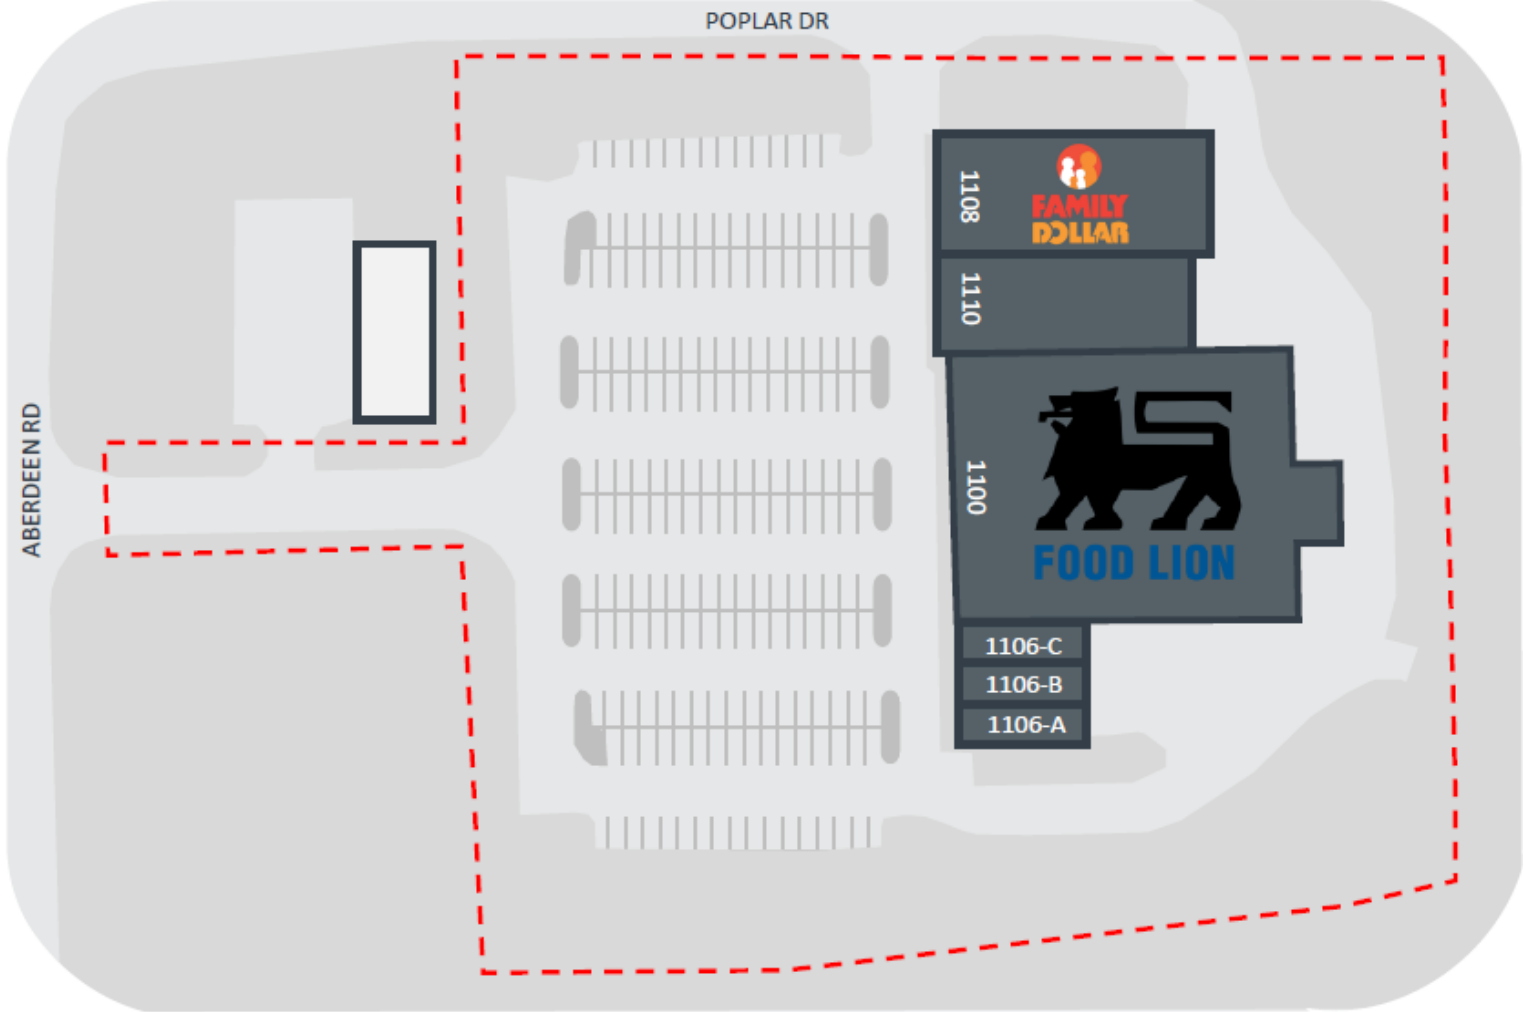 POPLAR DR
ABERDEEN RD
1108
FAMILY
DOLLAR
1110
1100
FOOD LION
1106-C
1106-B
1106-A